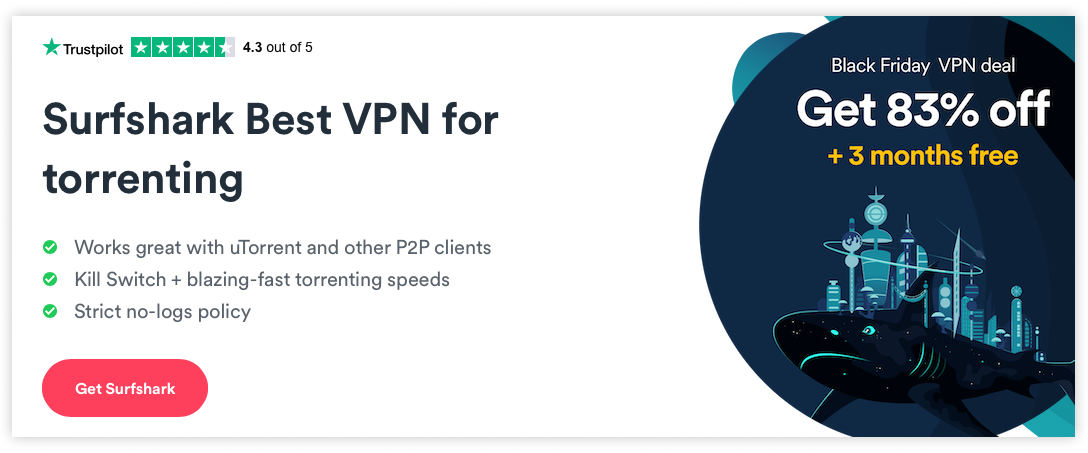 Trustpilot 4.3 out of 5
Surfshark Best VPN for
torrenting
Works great with uTorrent and other P2P clients
Kill Switch + blazing-fast torrenting speeds
Strict no-logs policy
Get Surfshark
Black Friday VPN deal
Get 83% off
+ 3 months free